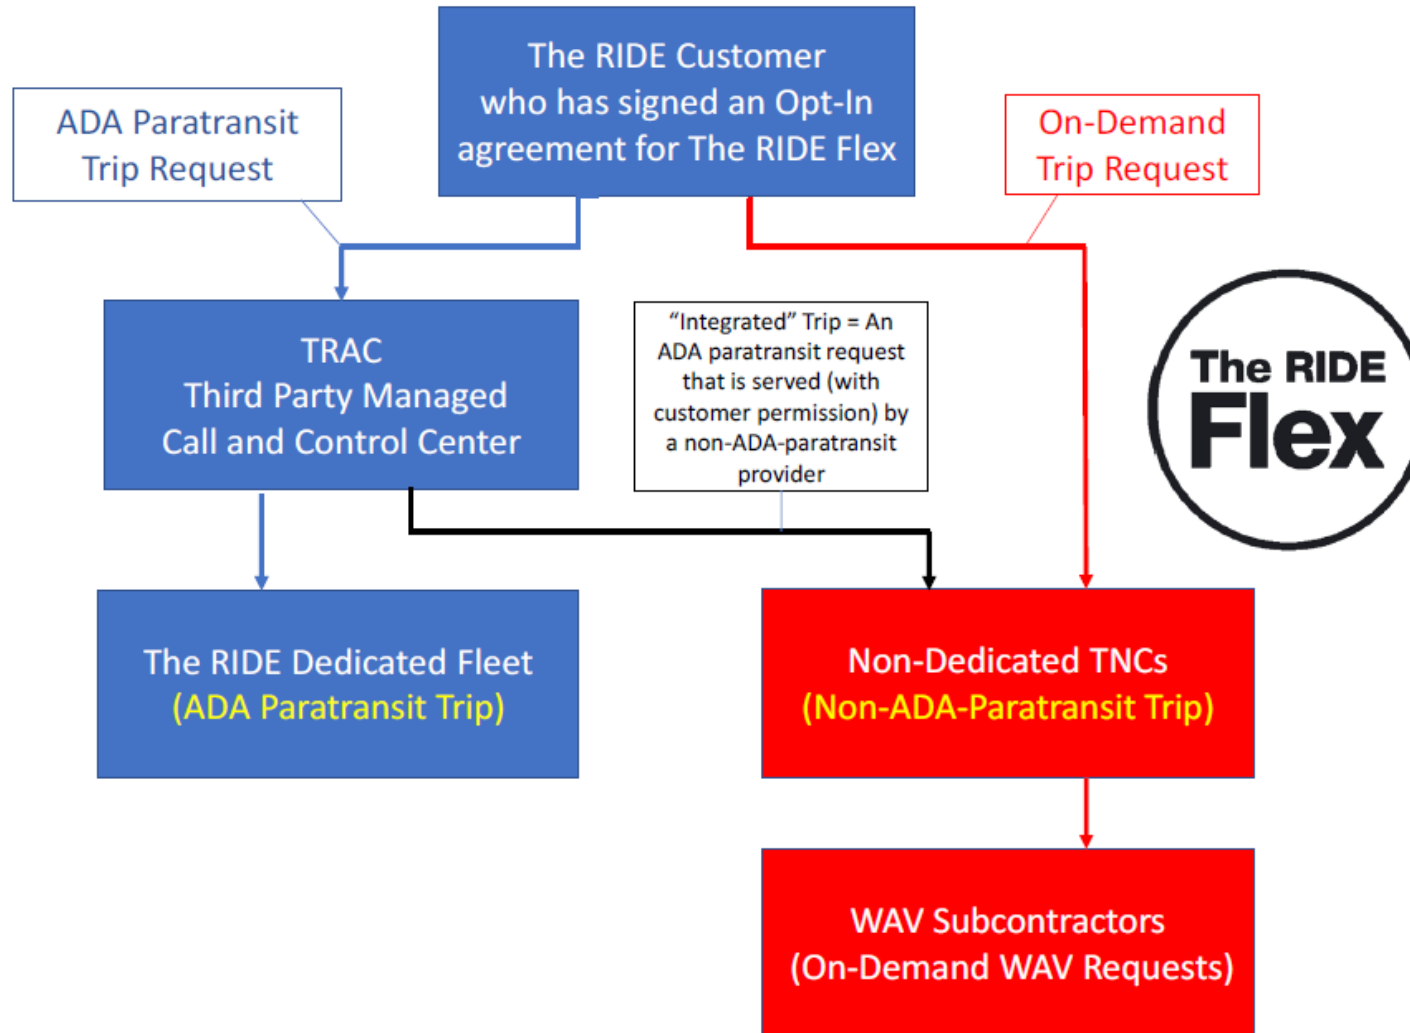 The RIDE Customer
who has signed an Opt-In
agreement for The RIDE Flex
ADA Paratransit
Trip Request
On-Demand
Trip Request
TRAC
Third Party Managed
Call and Control Center
“Integrated” Trip = An
ADA paratransit request
that is served (with
customer permission) by
a non-ADA-paratransit
provider
The RIDE
Flex
The RIDE Dedicated Fleet
(ADA Paratransit Trip)
Non-Dedicated TNCs
(Non-ADA-Paratransit Trip)
WAV Subcontractors
(On-Demand WAV Requests)